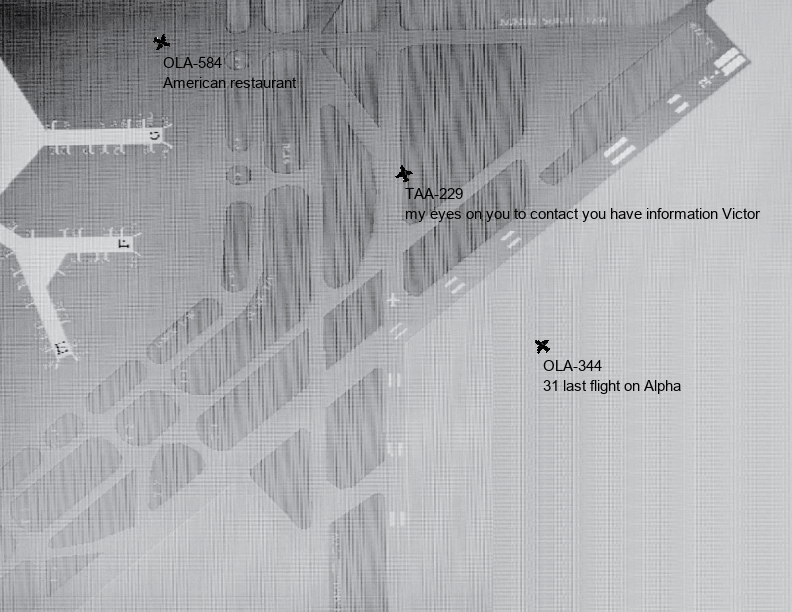 OLA-584
American restaurant
TAA-229
my eyes on you to contact you have information Victor
OLA-344
31 last flight on Alpha